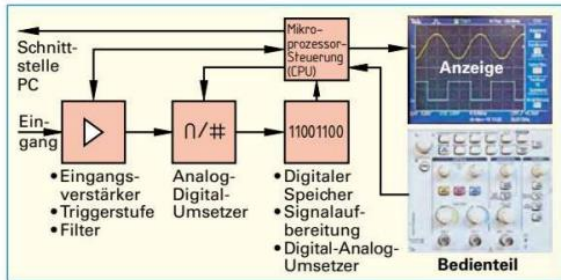 Schnitt-
stelle
PC
Mikro-
prozessor-
Steuerung
(CPU)
Anzeige
Ein-
gang
∩/#
11001100
•Eingangs-
verstärker
•Triggerstufe
•Filter
Analog-
Digital-
Umsetzer
•Digitaler
Speicher
•Signalauf-
bereitung
•Digital-Analog-
Umsetzer
Bedienteil